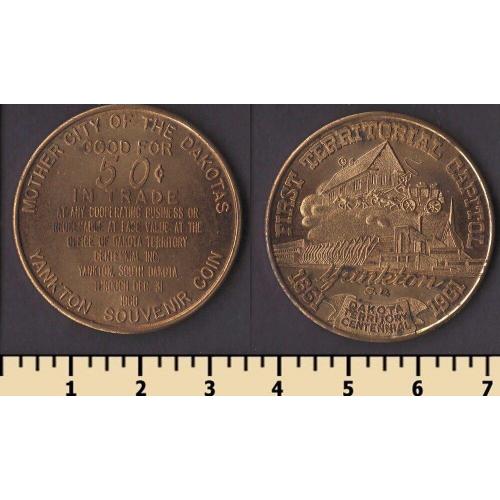 MOTHER CITY OF THE DAKOTAS
GOOD FOR
50¢
IN TRADE
AT ANY COOPERATING BUSINESS OR
REDEEMABLE AT FACE VALUE AT THE
OFFICE OF DAKOTA TERRITORY
CENTENNIAL INC.
YANKTON, SOUTH DAKOTA
THROUGH DEC 31
YANKTON SOUVENIR COIN
FIRST TERRITORIAL CAPITOL
Yankton
S.D.
1861 1961
DAKOTA
TERRITORY
CENTENNIAL
1 2 3 4 5 6 7